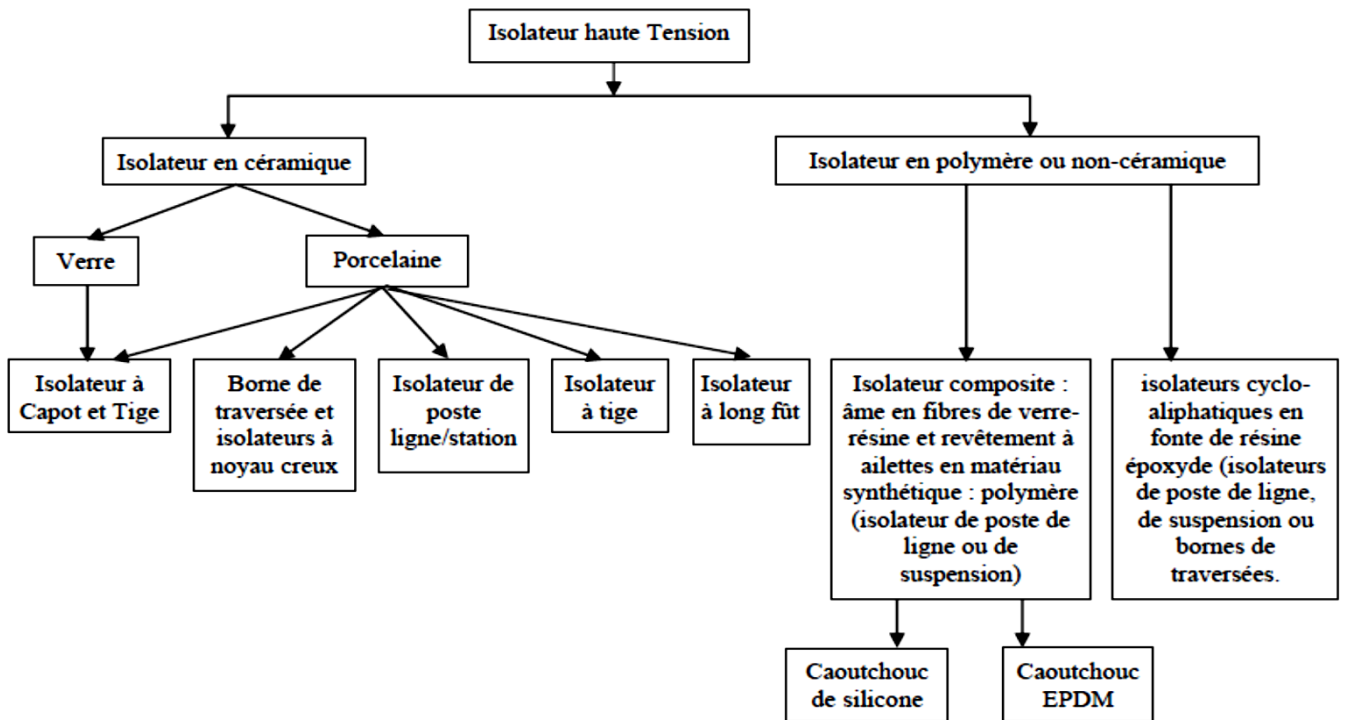 Isolateur haute Tension
Isolateur en céramique
Isolateur en polymère ou non-céramique
Verre
Porcelaine
Isolateur à
Capot et Tige
Borne de
traversée et
isolateurs à
noyau creux
Isolateur de
poste
ligne/station
Isolateur
à tige
Isolateur
à long fût
Isolateur composite :
âme en fibres de verre-
résine et revêtement à
ailettes en matériau
synthétique : polymère
(isolateur de poste de
ligne ou de
suspension)
isolateurs cyclo-
aliphatiques en
fonte de résine
époxyde (isolateurs
de poste de ligne,
de suspension ou
bornes de
traversées.
Caoutchouc
de silicone
Caoutchouc
EPDM